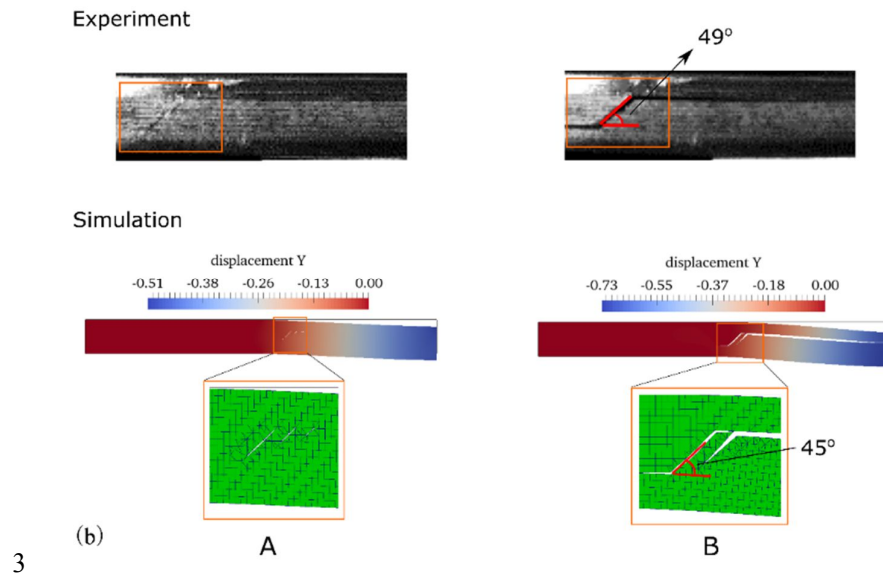 Experiment
49°
Simulation
displacement Y
-0.51 -0.38 -0.26 -0.13 0.00
displacement Y
-0.73 -0.55 -0.37 -0.18 0.00
45°
(b)
A
B
3